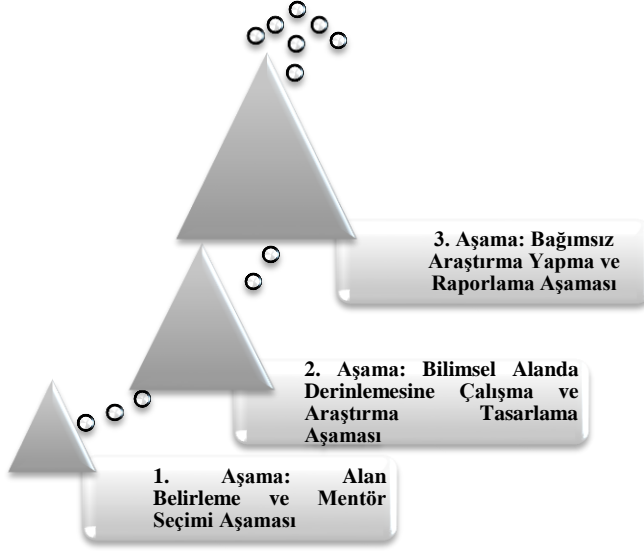 3. Aşama: Bağımsız
Araştırma Yapma ve
Raporlama Aşaması
2. Aşama: Bilimsel Alanda
Derinlemesine Çalışma ve
Araştırma Tasarlama
Aşaması
1. Aşama: Alan
Belirleme ve Mentör
Seçimi Aşaması